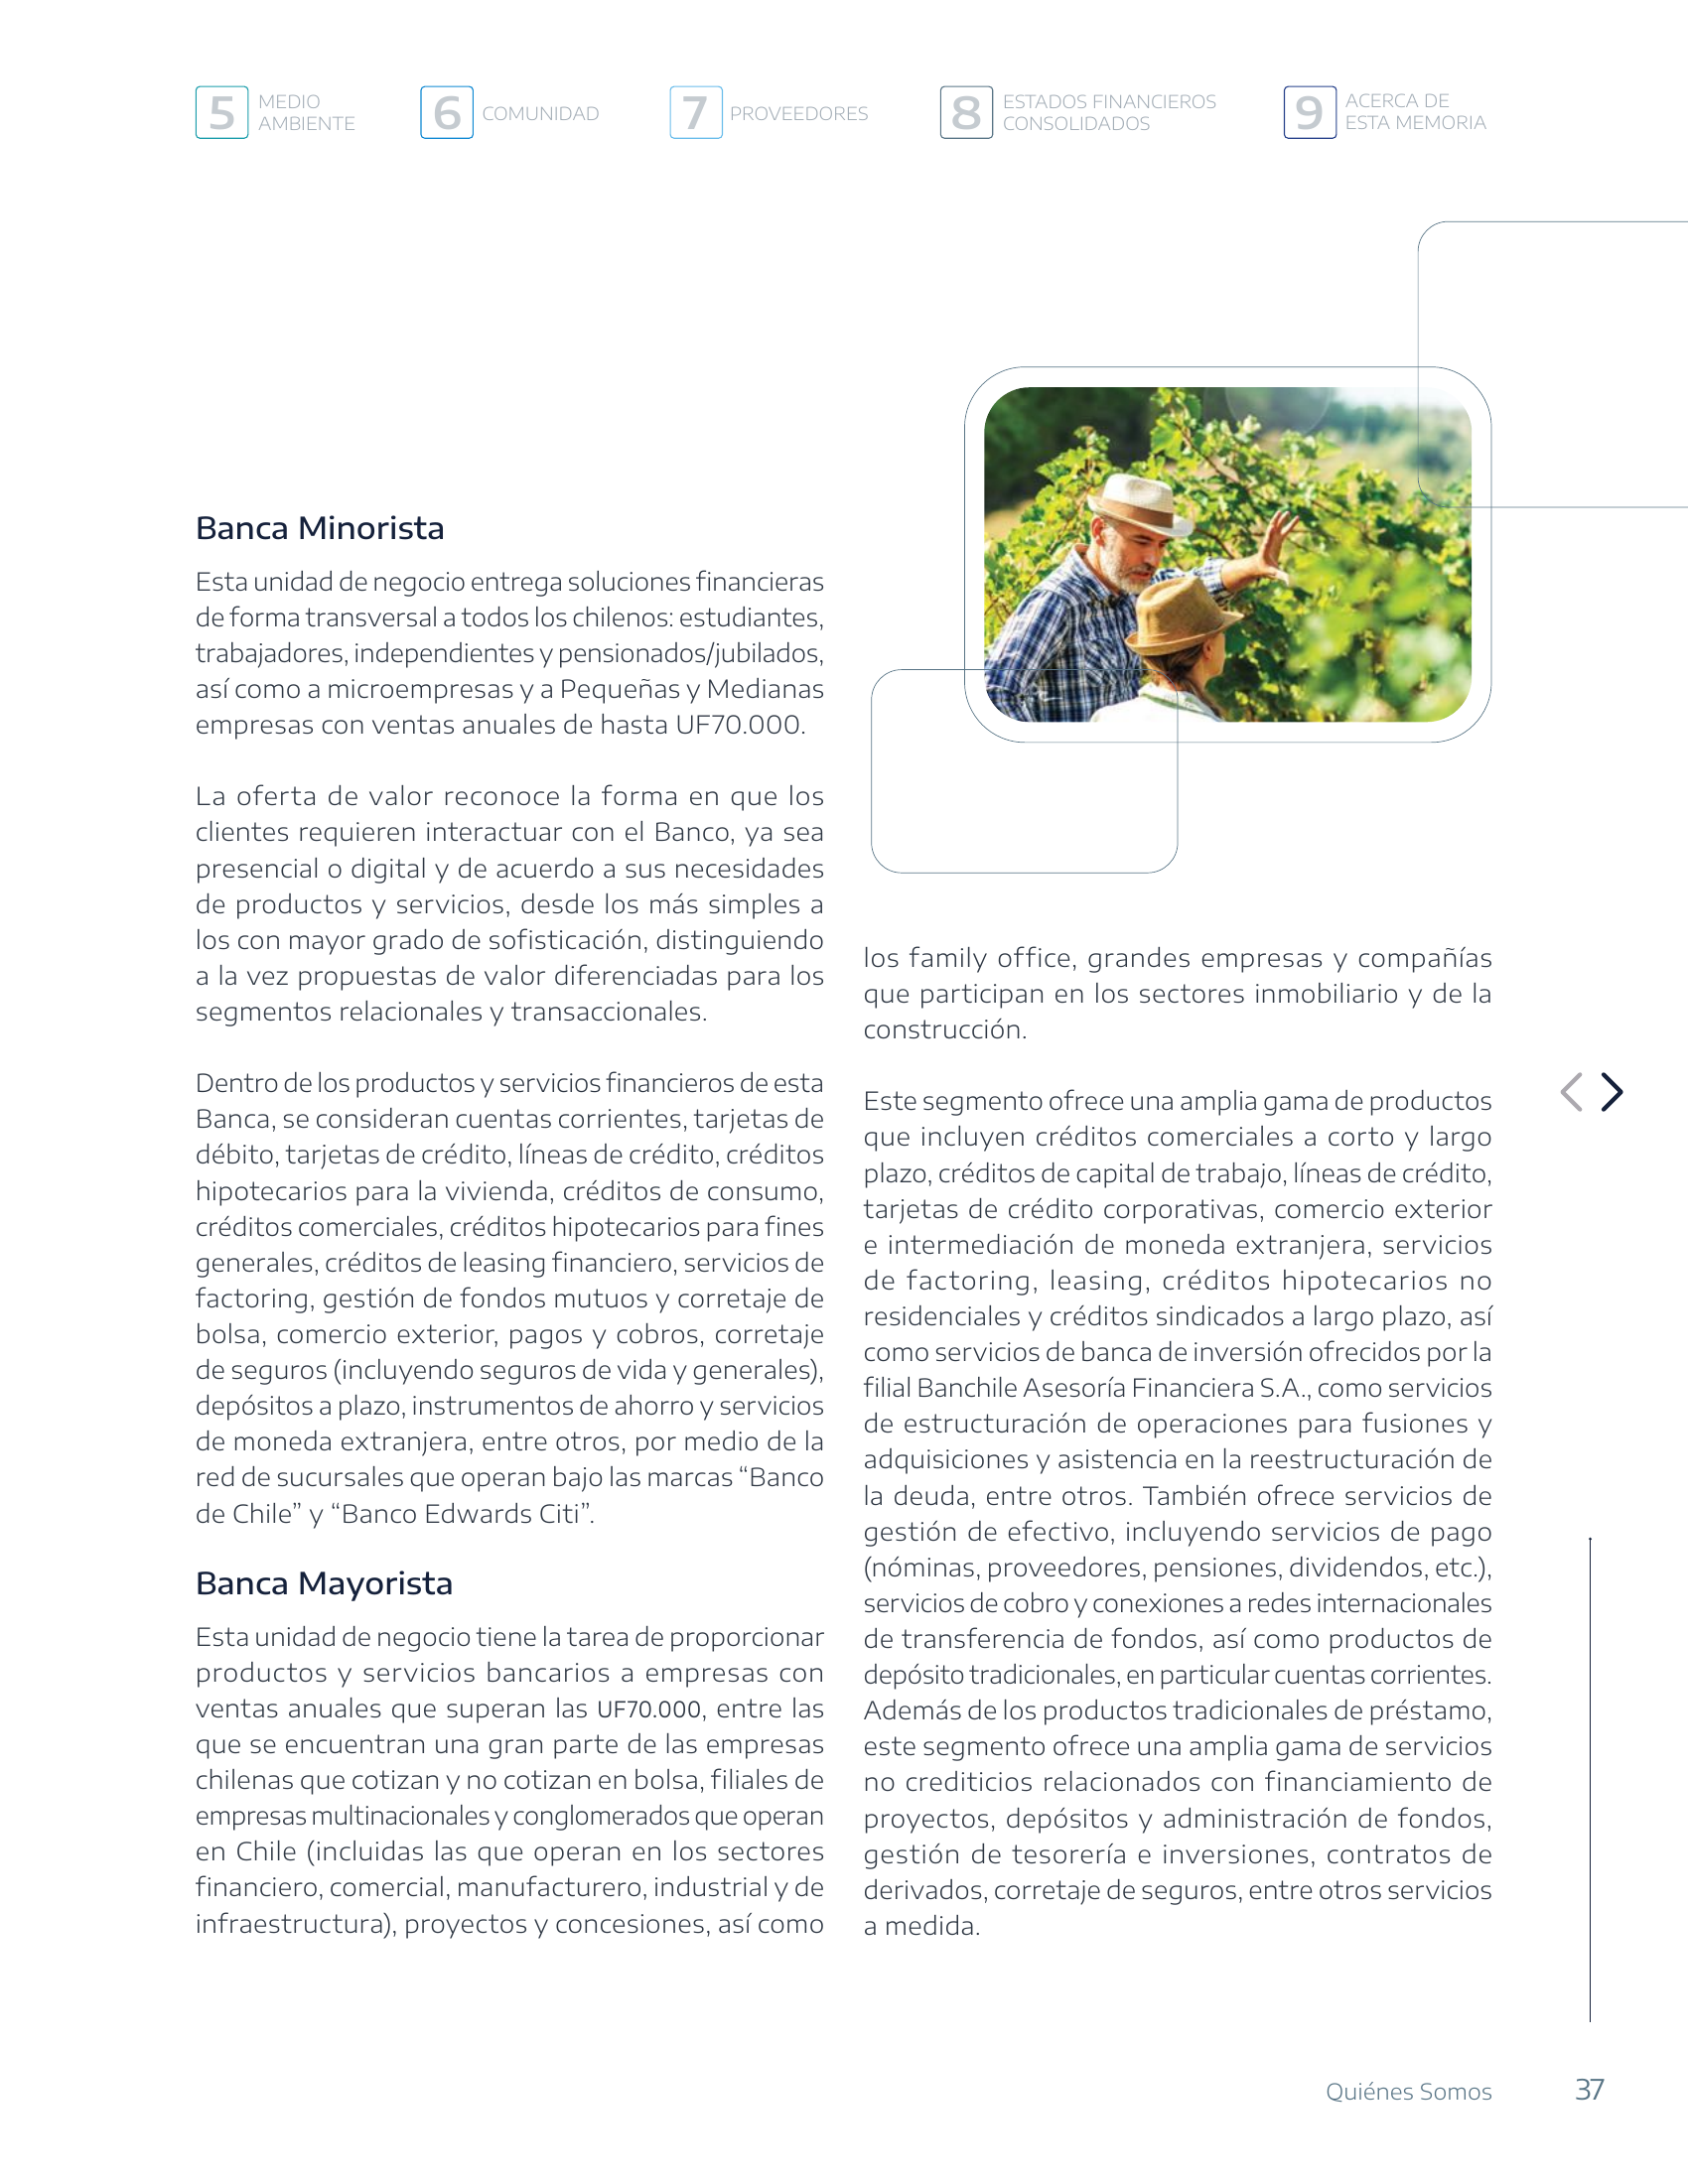 5 MEDIO
AMBIENTE
6 COMUNIDAD
7 PROVEEDORES
8 ESTADOS FINANCIEROS
CONSOLIDADOS
9 ACERCA DE
ESTA MEMORIA
Banca Minorista
Esta unidad de negocio entrega soluciones financieras
de forma transversal a todos los chilenos: estudiantes,
trabajadores, independientes y pensionados/jubilados,
así como a microempresas y a Pequeñas y Medianas
empresas con ventas anuales de hasta UF70.000.
La oferta de valor reconoce la forma en que los
clientes requieren interactuar con el Banco, ya sea
presencial o digital y de acuerdo a sus necesidades
de productos y servicios, desde los más simples a
los con mayor grado de sofisticación, distinguiendo
a la vez propuestas de valor diferenciadas para los
segmentos relacionales y transaccionales.
Dentro de los productos y servicios financieros de esta
Banca, se consideran cuentas corrientes, tarjetas de
débito, tarjetas de crédito, líneas de crédito, créditos
hipotecarios para la vivienda, créditos de consumo,
créditos comerciales, créditos hipotecarios para fines
generales, créditos de leasing financiero, servicios de
factoring, gestión de fondos mutuos y corretaje de
bolsa, comercio exterior, pagos y cobros, corretaje
de seguros (incluyendo seguros de vida y generales),
depósitos a plazo, instrumentos de ahorro y servicios
de moneda extranjera, entre otros, por medio de la
red de sucursales que operan bajo las marcas “Banco
de Chile” y “Banco Edwards Citi”.
Banca Mayorista
Esta unidad de negocio tiene la tarea de proporcionar
productos y servicios bancarios a empresas con
ventas anuales que superan las UF70.000, entre las
que se encuentran una gran parte de las empresas
chilenas que cotizan y no cotizan en bolsa, filiales de
empresas multinacionales y conglomerados que operan
en Chile (incluidas las que operan en los sectores
financiero, comercial, manufacturero, industrial y de
infraestructura), proyectos y concesiones, así como
los family office, grandes empresas y compañías
que participan en los sectores inmobiliario y de la
construcción.
Este segmento ofrece una amplia gama de productos
que incluyen créditos comerciales a corto y largo
plazo, créditos de capital de trabajo, líneas de crédito,
tarjetas de crédito corporativas, comercio exterior
e intermediación de moneda extranjera, servicios
de factoring, leasing, créditos hipotecarios no
residenciales y créditos sindicados a largo plazo, así
como servicios de banca de inversión ofrecidos por la
filial Banchile Asesoría Financiera S.A., como servicios
de estructuración de operaciones para fusiones y
adquisiciones y asistencia en la reestructuración de
la deuda, entre otros. También ofrece servicios de
gestión de efectivo, incluyendo servicios de pago
(nóminas, proveedores, pensiones, dividendos, etc.),
servicios de cobro y conexiones a redes internacionales
de transferencia de fondos, así como productos de
depósito tradicionales, en particular cuentas corrientes.
Además de los productos tradicionales de préstamo,
este segmento ofrece una amplia gama de servicios
no crediticios relacionados con financiamiento de
proyectos, depósitos y administración de fondos,
gestión de tesorería e inversiones, contratos de
derivados, corretaje de seguros, entre otros servicios
a medida.
Quiénes Somos 37